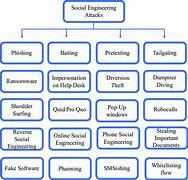 Social Engineering
Attacks
Phishing
Baiting
Pretexting
Tailgating
Ransomware
Impersonation
on Help Desk
Diversion
Theft
Dumpster
Diving
Shoulder
Surfing
Quid Pro Quo
Pop-Up
windows
Robocalls
Reverse
Social
Engineering
Online Social
Engineering
Phone Social
Engineering
Stealing
Important
Documents
Fake Software
Pharming
SMSishing
Whitelisting
flow